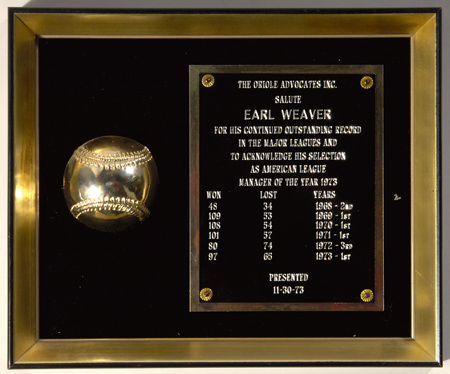 THE ORIOLE ADVOCATES INC.
SALUTE
EARL WEAVER
FOR HIS CONTINUED OUTSTANDING RECORD
IN THE MAJOR LEAGUES AND
TO ACKNOWLEDGE HIS SELECTION
AS AMERICAN LEAGUE
MANAGER OF THE YEAR 1973
WON LOST YEARS
48 34 1968 - 2ND
109 53 1969 - 1st
108 54 1970 - 1st
101 57 1971 - 1st
80 74 1972 - 3RD
97 65 1973 - 1st
PRESENTED
11-30-73